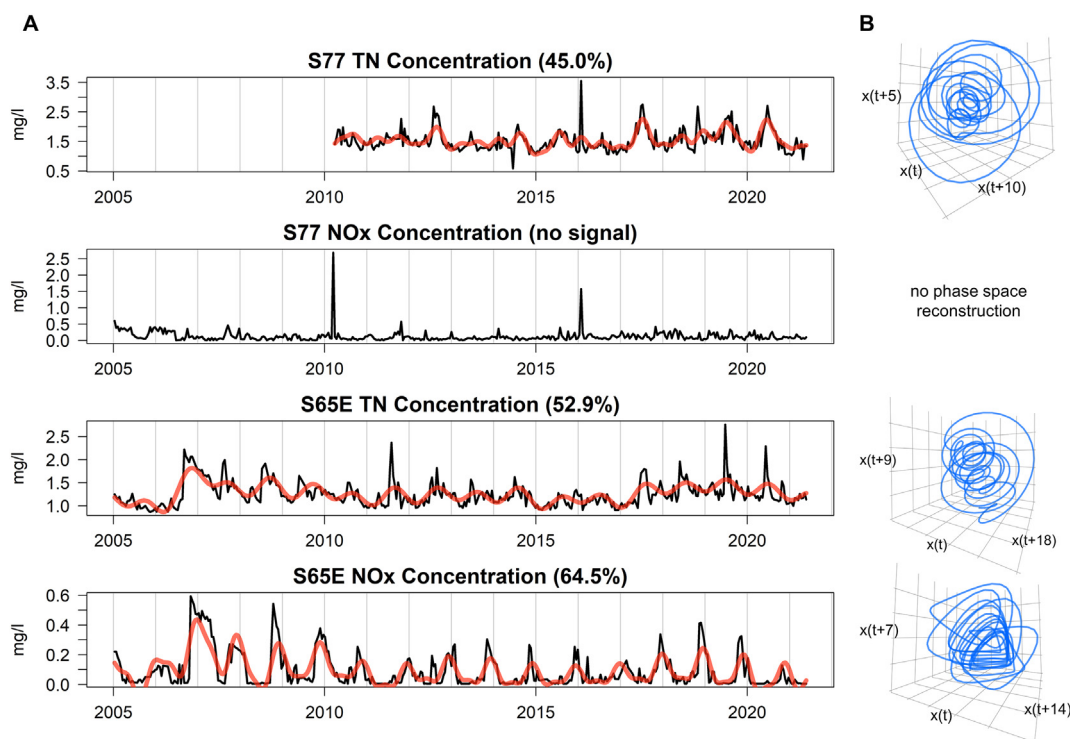 A
B
S77 TN Concentration (45.0%)
mg/l
3.5
2.5
1.5
0.5
2005
2010
2015
2020
x(t+5)
x(t)
x(t+10)
S77 NOx Concentration (no signal)
mg/l
2.5
2.0
1.5
1.0
0.5
0.0
2005
2010
2015
2020
no phase space
reconstruction
S65E TN Concentration (52.9%)
mg/l
2.5
2.0
1.5
1.0
2005
2010
2015
2020
x(t+9)
x(t)
x(t+18)
S65E NOx Concentration (64.5%)
mg/l
0.6
0.4
0.2
0.0
2005
2010
2015
2020
x(t+7)
x(t)
x(t+14)